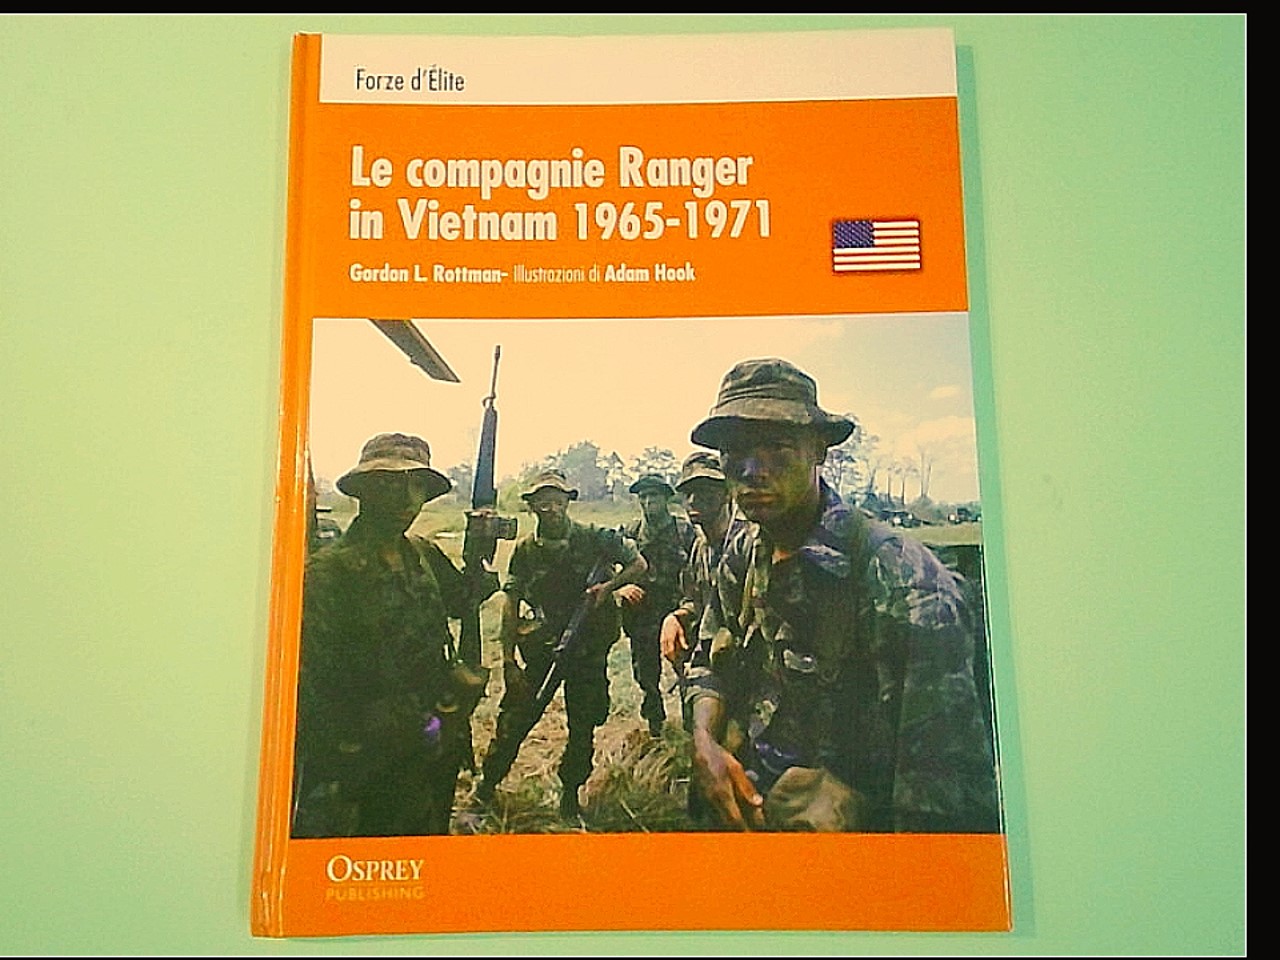 Forze d'Élite
Le compagnie Ranger
in Vietnam 1965-1971
Gordon L. Rottman- illustrazioni di Adam Hook
OSPREY
PUBLISHING